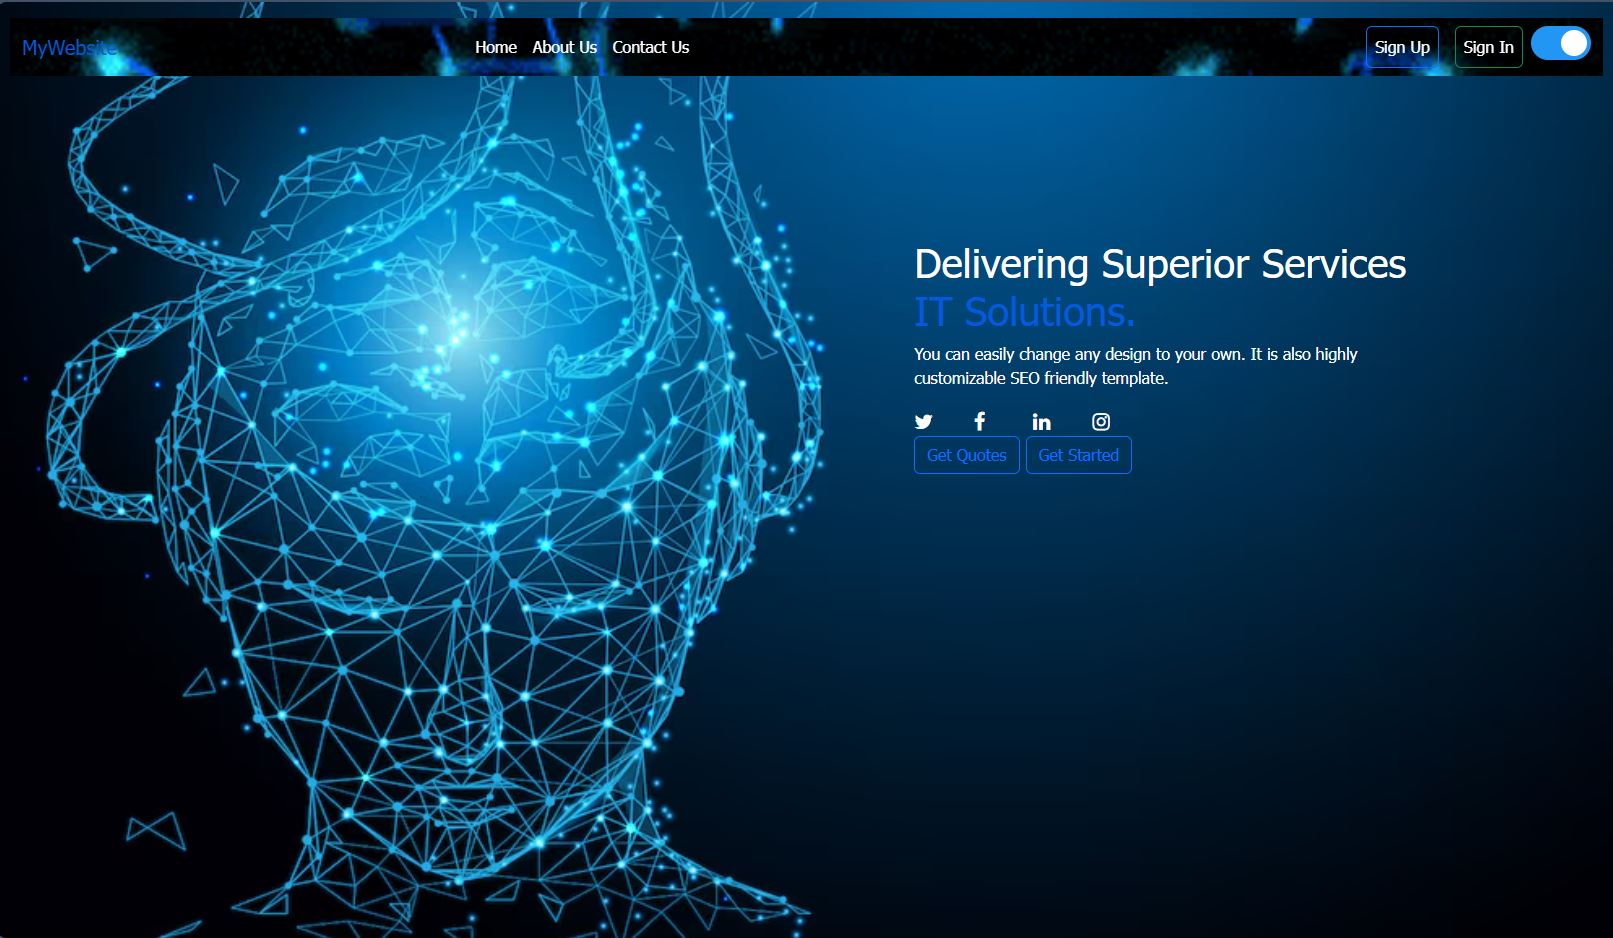 MyWebsite
Home About Us Contact Us
Sign Up Sign In
Delivering Superior Services
IT Solutions.
You can easily change any design to your own. It is also highly
customizable SEO friendly template.
Get Quotes Get Started